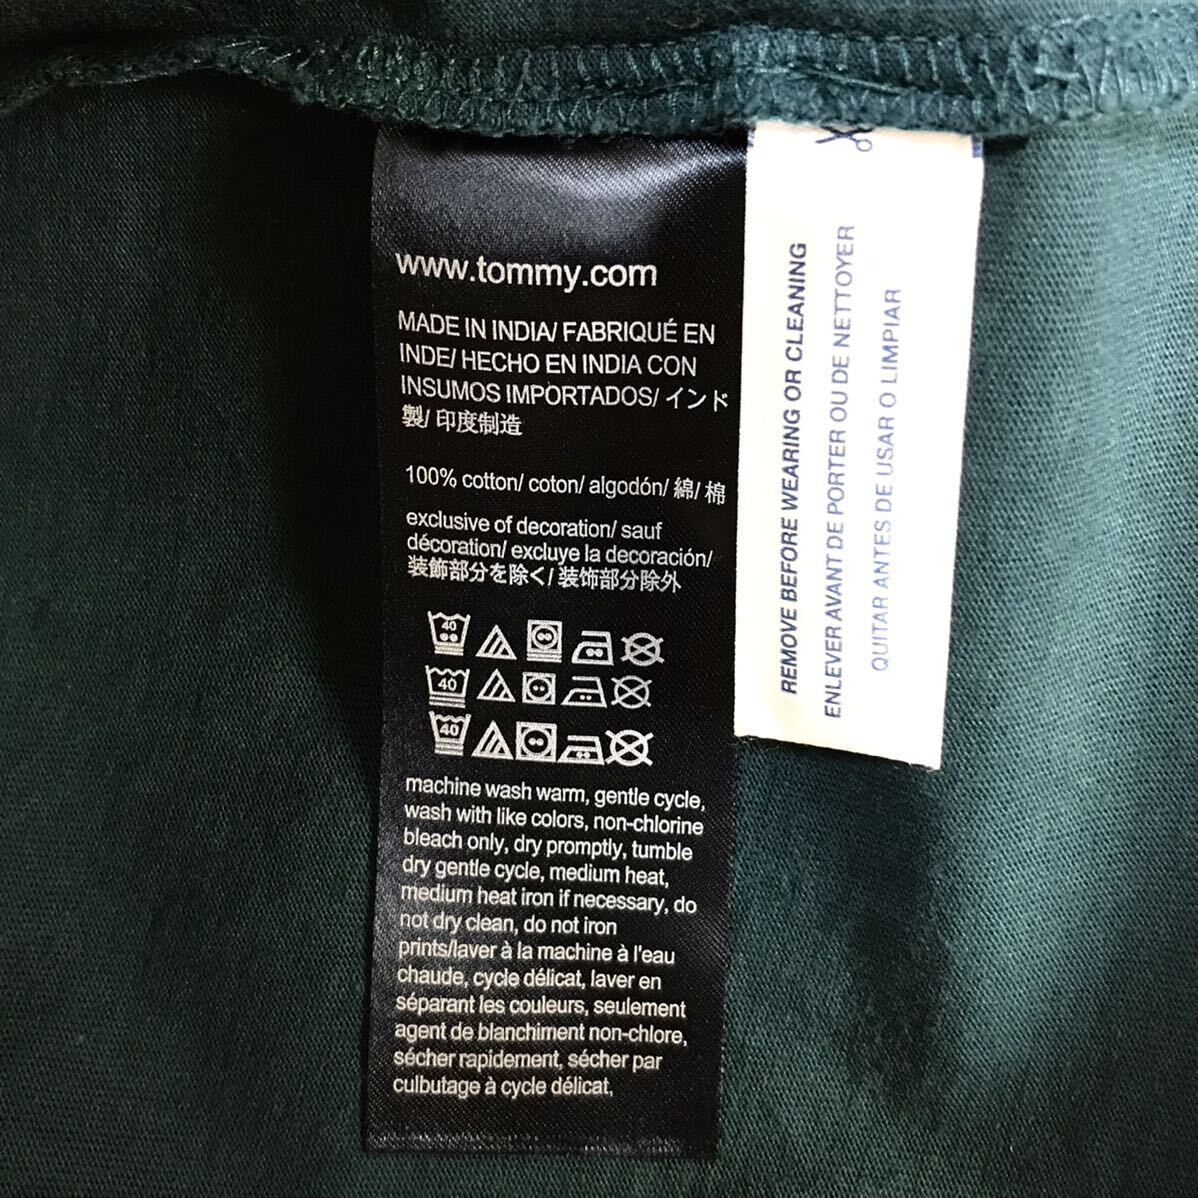 www.tommy.com
MADE IN INDIA/ FABRIQUÉ EN
INDE/ HECHO EN INDIA CON
INSUMOS IMPORTADOS/ インド
製/ 印度制造
100% cotton/ coton/ algodón/ 綿/ 棉
exclusive of decoration/ sauf
décoration/ excluye la decoración/
装飾部分を除く/ 装饰部分除外
40
40
40
machine wash warm, gentle cycle,
wash with like colors, non-chlorine
bleach only, dry promptly, tumble
dry gentle cycle, medium heat,
medium heat iron if necessary, do
not dry clean, do not iron
prints/laver à la machine à l'eau
chaude, cycle délicat, laver en
séparant les couleurs, seulement
agent de blanchiment non-chlore,
sécher rapidement, sécher par
culbutage à cycle délicat,
REMOVE BEFORE WEARING OR CLEANING
ENLEVER AVANT DE PORTER OU DE NETTOYER
QUITAR ANTES DE USAR O LIMPIAR